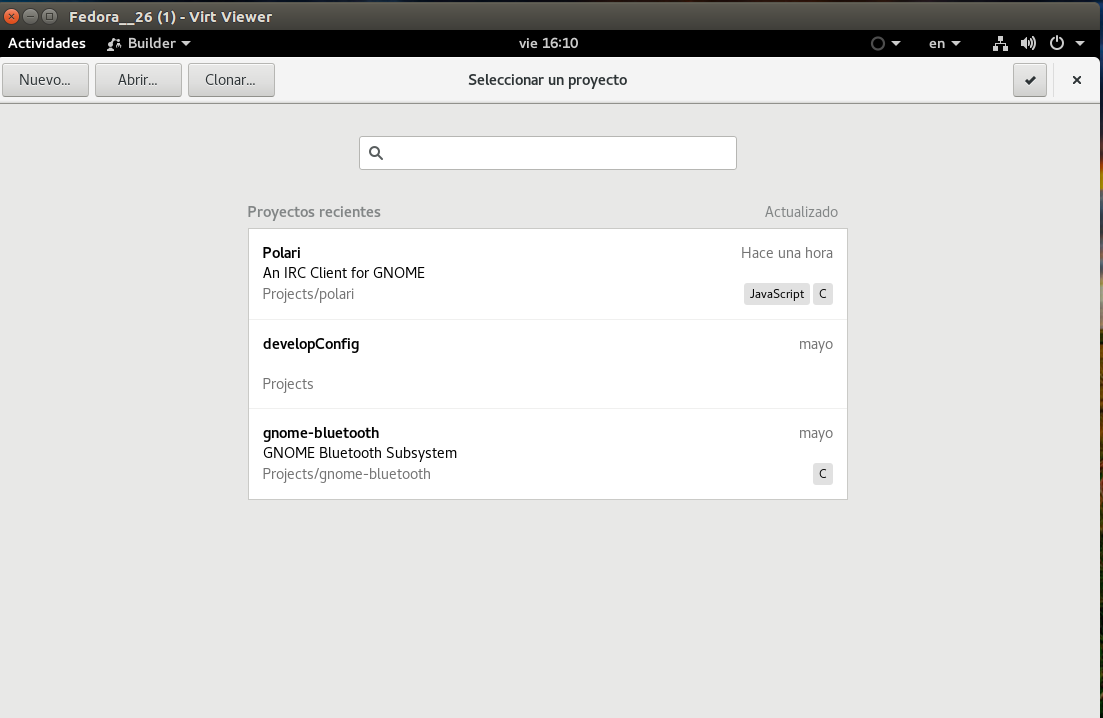 Fedora__26 (1) - Virt Viewer
Actividades Builder vie 16:10 en
Nuevo... Abrir... Clonar... Seleccionar un proyecto
Proyectos recientes Actualizado
Polari Hace una hora
An IRC Client for GNOME
Projects/polari JavaScript C
developConfig mayo
Projects
gnome-bluetooth mayo
GNOME Bluetooth Subsystem
Projects/gnome-bluetooth C